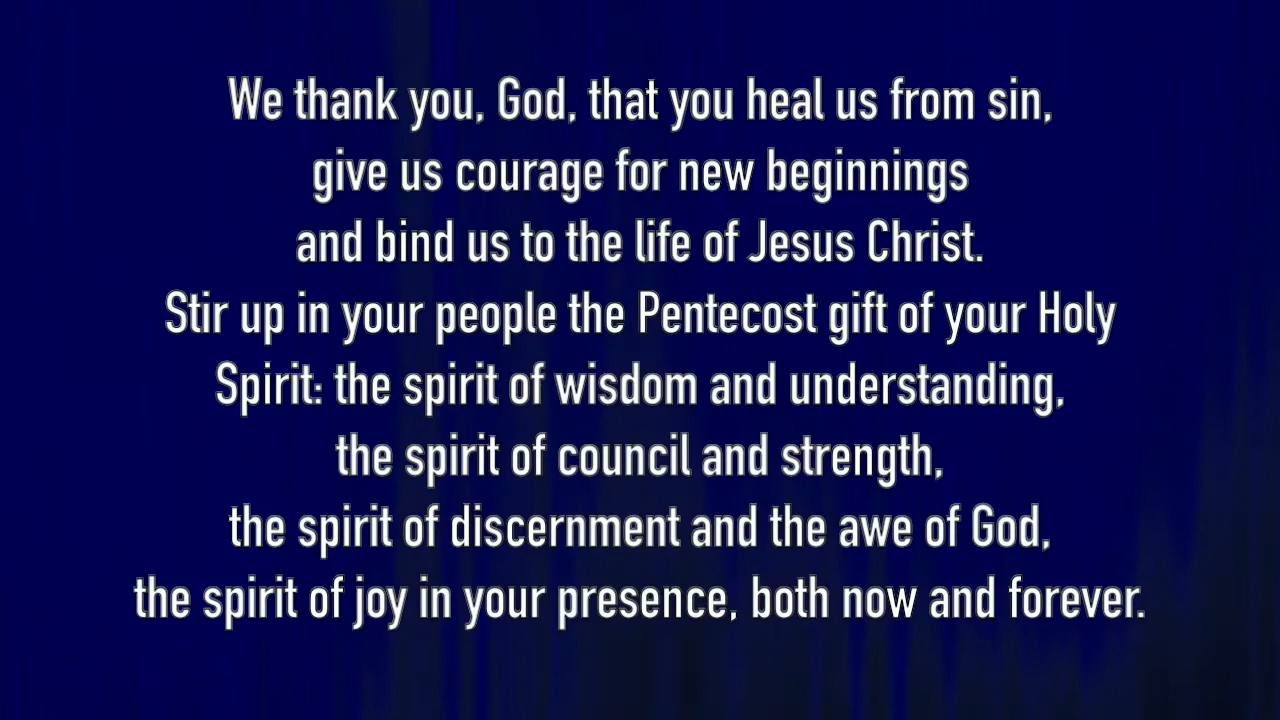 We thank you, God, that you heal us from sin,
give us courage for new beginnings
and bind us to the life of Jesus Christ.
Stir up in your people the Pentecost gift of your Holy
Spirit: the spirit of wisdom and understanding,
the spirit of council and strength,
the spirit of discernment and the awe of God,
the spirit of joy in your presence, both now and forever.